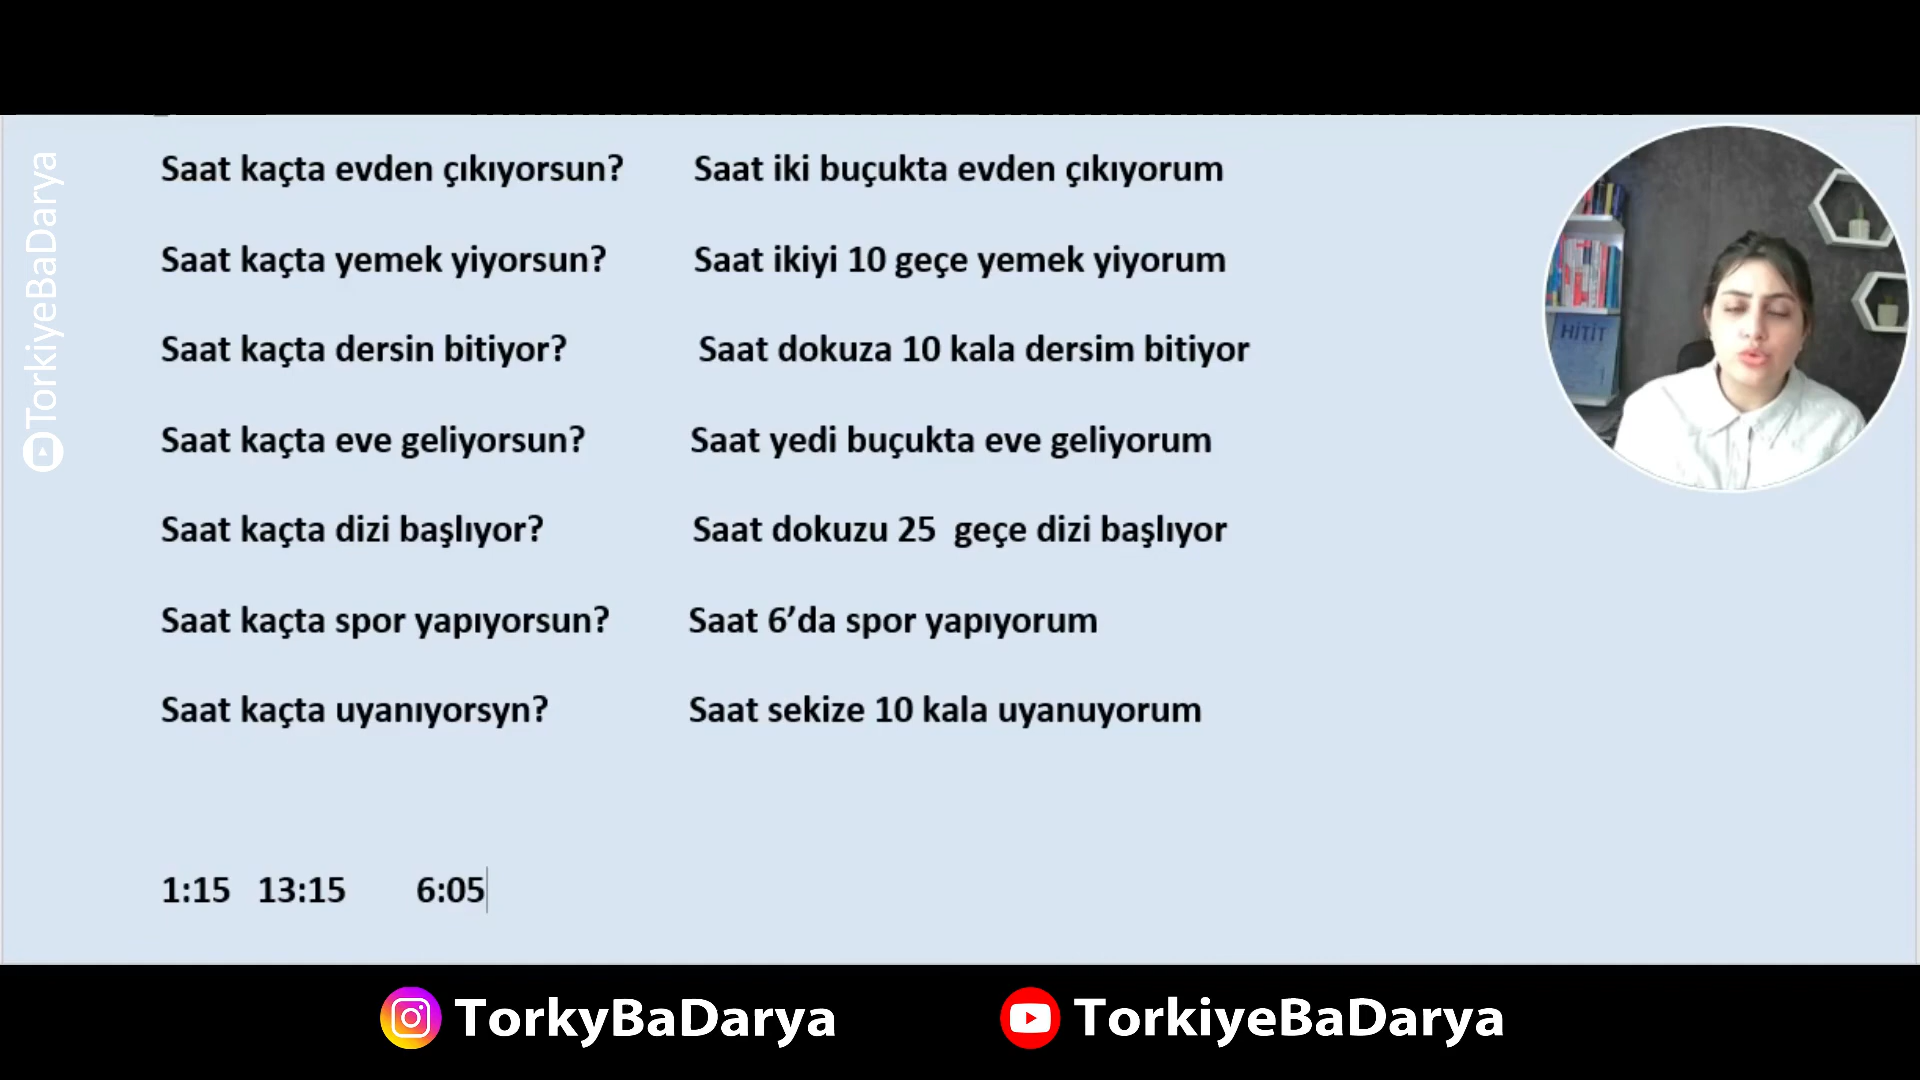 TorkiyeBaDarya
Saat kaçta evden çıkıyorsun? Saat iki buçukta evden çıkıyorum
Saat kaçta yemek yiyorsun? Saat ikiyi 10 geçe yemek yiyorum
Saat kaçta dersin bitiyor? Saat dokuza 10 kala dersim bitiyor
Saat kaçta eve geliyorsun? Saat yedi buçukta eve geliyorum
Saat kaçta dizi başlıyor? Saat dokuzu 25 geçe dizi başlıyor
Saat kaçta spor yapıyorsun? Saat 6’da spor yapıyorum
Saat kaçta uyanıyorsyn? Saat sekize 10 kala uyanuyorum
1:15 13:15 6:05
HİTİT
TorkyBaDarya TorkiyeBaDarya